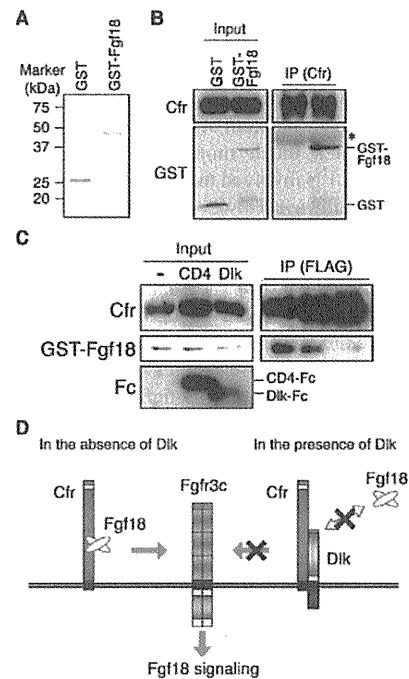 A
GST
GST-Fgf18
Marker
(kDa)
75
50
37
25
20
B
Input
GST
GST-
Fgf18
IP (Cfr)
Cfr
GST
*
GST-
Fgf18
GST
C
Input
- CD4 Dlk
IP (FLAG)
Cfr
GST-Fgf18
Fc
CD4-Fc
Dlk-Fc
D
In the absence of Dlk
In the presence of Dlk
Cfr
Fgf18
Fgfr3c
Cfr
Fgf18
Dlk
Fgf18 signaling